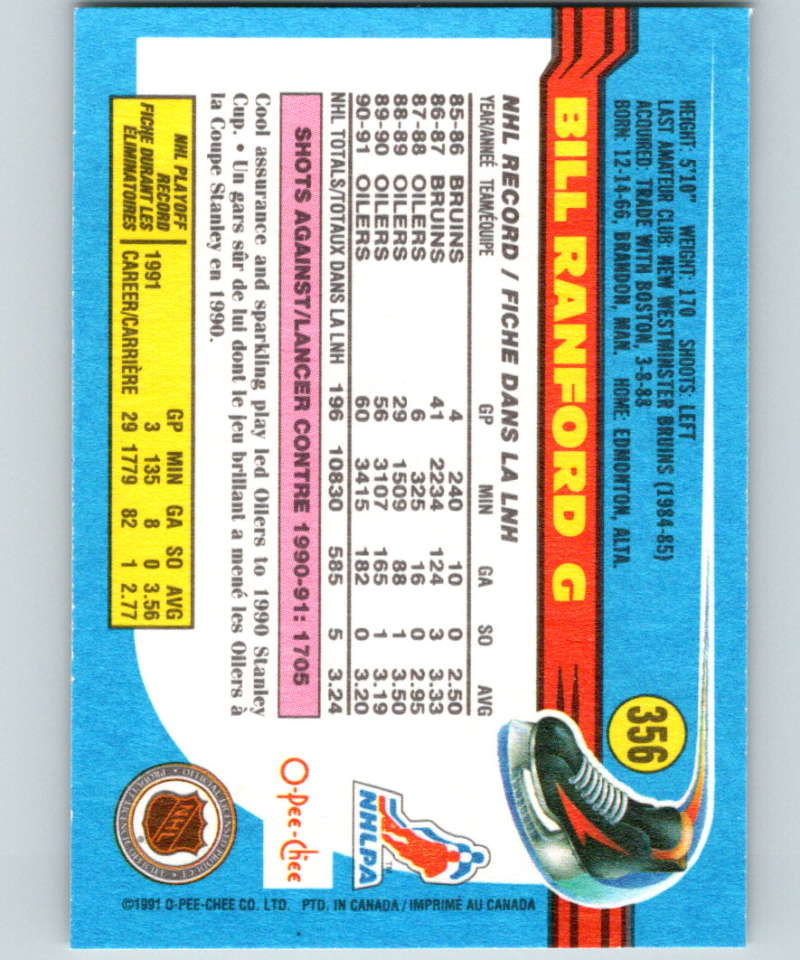 HEIGHT: 5'10" WEIGHT: 170 SHOOTS: LEFT
LAST AMATEUR CLUB: NEW WESTMINSTER BRUINS (1984-85)
ACQUIRED: TRADE WITH BOSTON, 3-8-88
BORN: 12-14-66, BRANDON, MAN. HOME: EDMONTON, ALTA.
356
BILL RANFORD G
NHL RECORD / FICHE DANS LA LNH
YEAR/ANNÉE TEAM/ÉQUIPE GP MIN GA SO AVG
85-86 BRUINS 4 240 10 0 2.50
86-87 BRUINS 41 2234 124 3 3.33
87-88 OILERS 6 325 16 0 2.95
88-89 OILERS 29 1509 88 1 3.50
89-90 OILERS 56 3107 165 1 3.19
90-91 OILERS 60 3415 182 0 3.20
NHL TOTALS/TOTAUX DANS LA LNH 196 10830 585 5 3.24
SHOTS AGAINST/LANCER CONTRE 1990-91: 1705
Cool assurance and sparkling play led Oilers to 1990 Stanley
Cup. • Un gars sûr de lui dont le jeu brillant a mené les Oilers à
la Coupe Stanley en 1990.
NHL PLAYOFF
RECORD
FICHE DURANT LES
ÉLIMINATOIRES
GP MIN GA SO AVG
1991 3 135 8 0 3.56
CAREER/CARRIÈRE 29 1779 82 1 2.77
NHLPA
TM
O-Pee-Chee
NHL
©1991 O-PEE-CHEE CO. LTD. PTD. IN CANADA / IMPRIMÉ AU CANADA